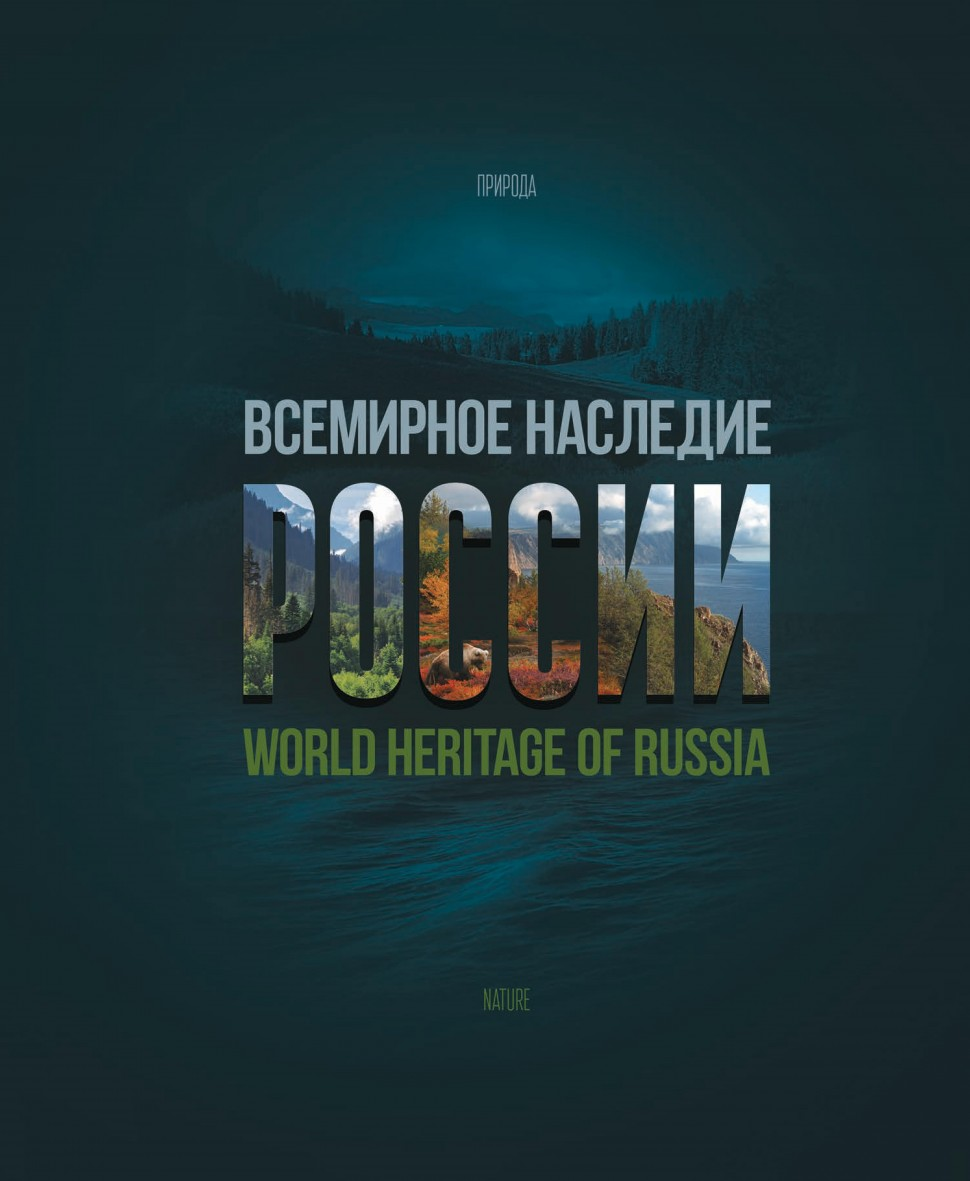 ПРИРОДА
ВСЕМИРНОЕ НАСЛЕДИЕ
РОССИИ
WORLD HERITAGE OF RUSSIA
NATURE